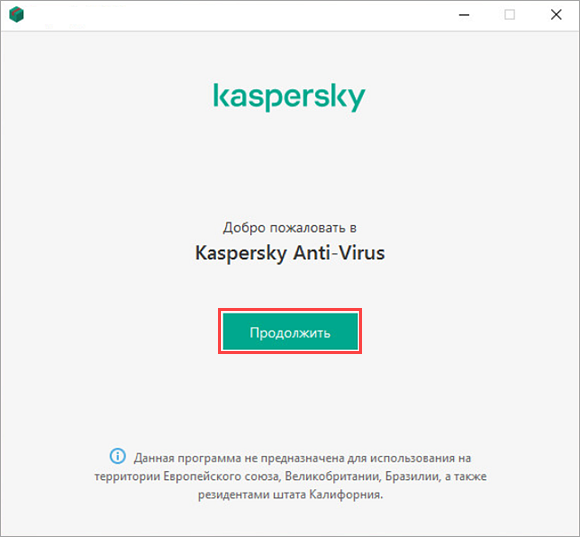 kaspersky
Добро пожаловать в
Kaspersky Anti-Virus
Продолжить
Данная программа не предназначена для использования на
территории Европейского союза, Великобритании, Бразилии, а также
резидентами штата Калифорния.